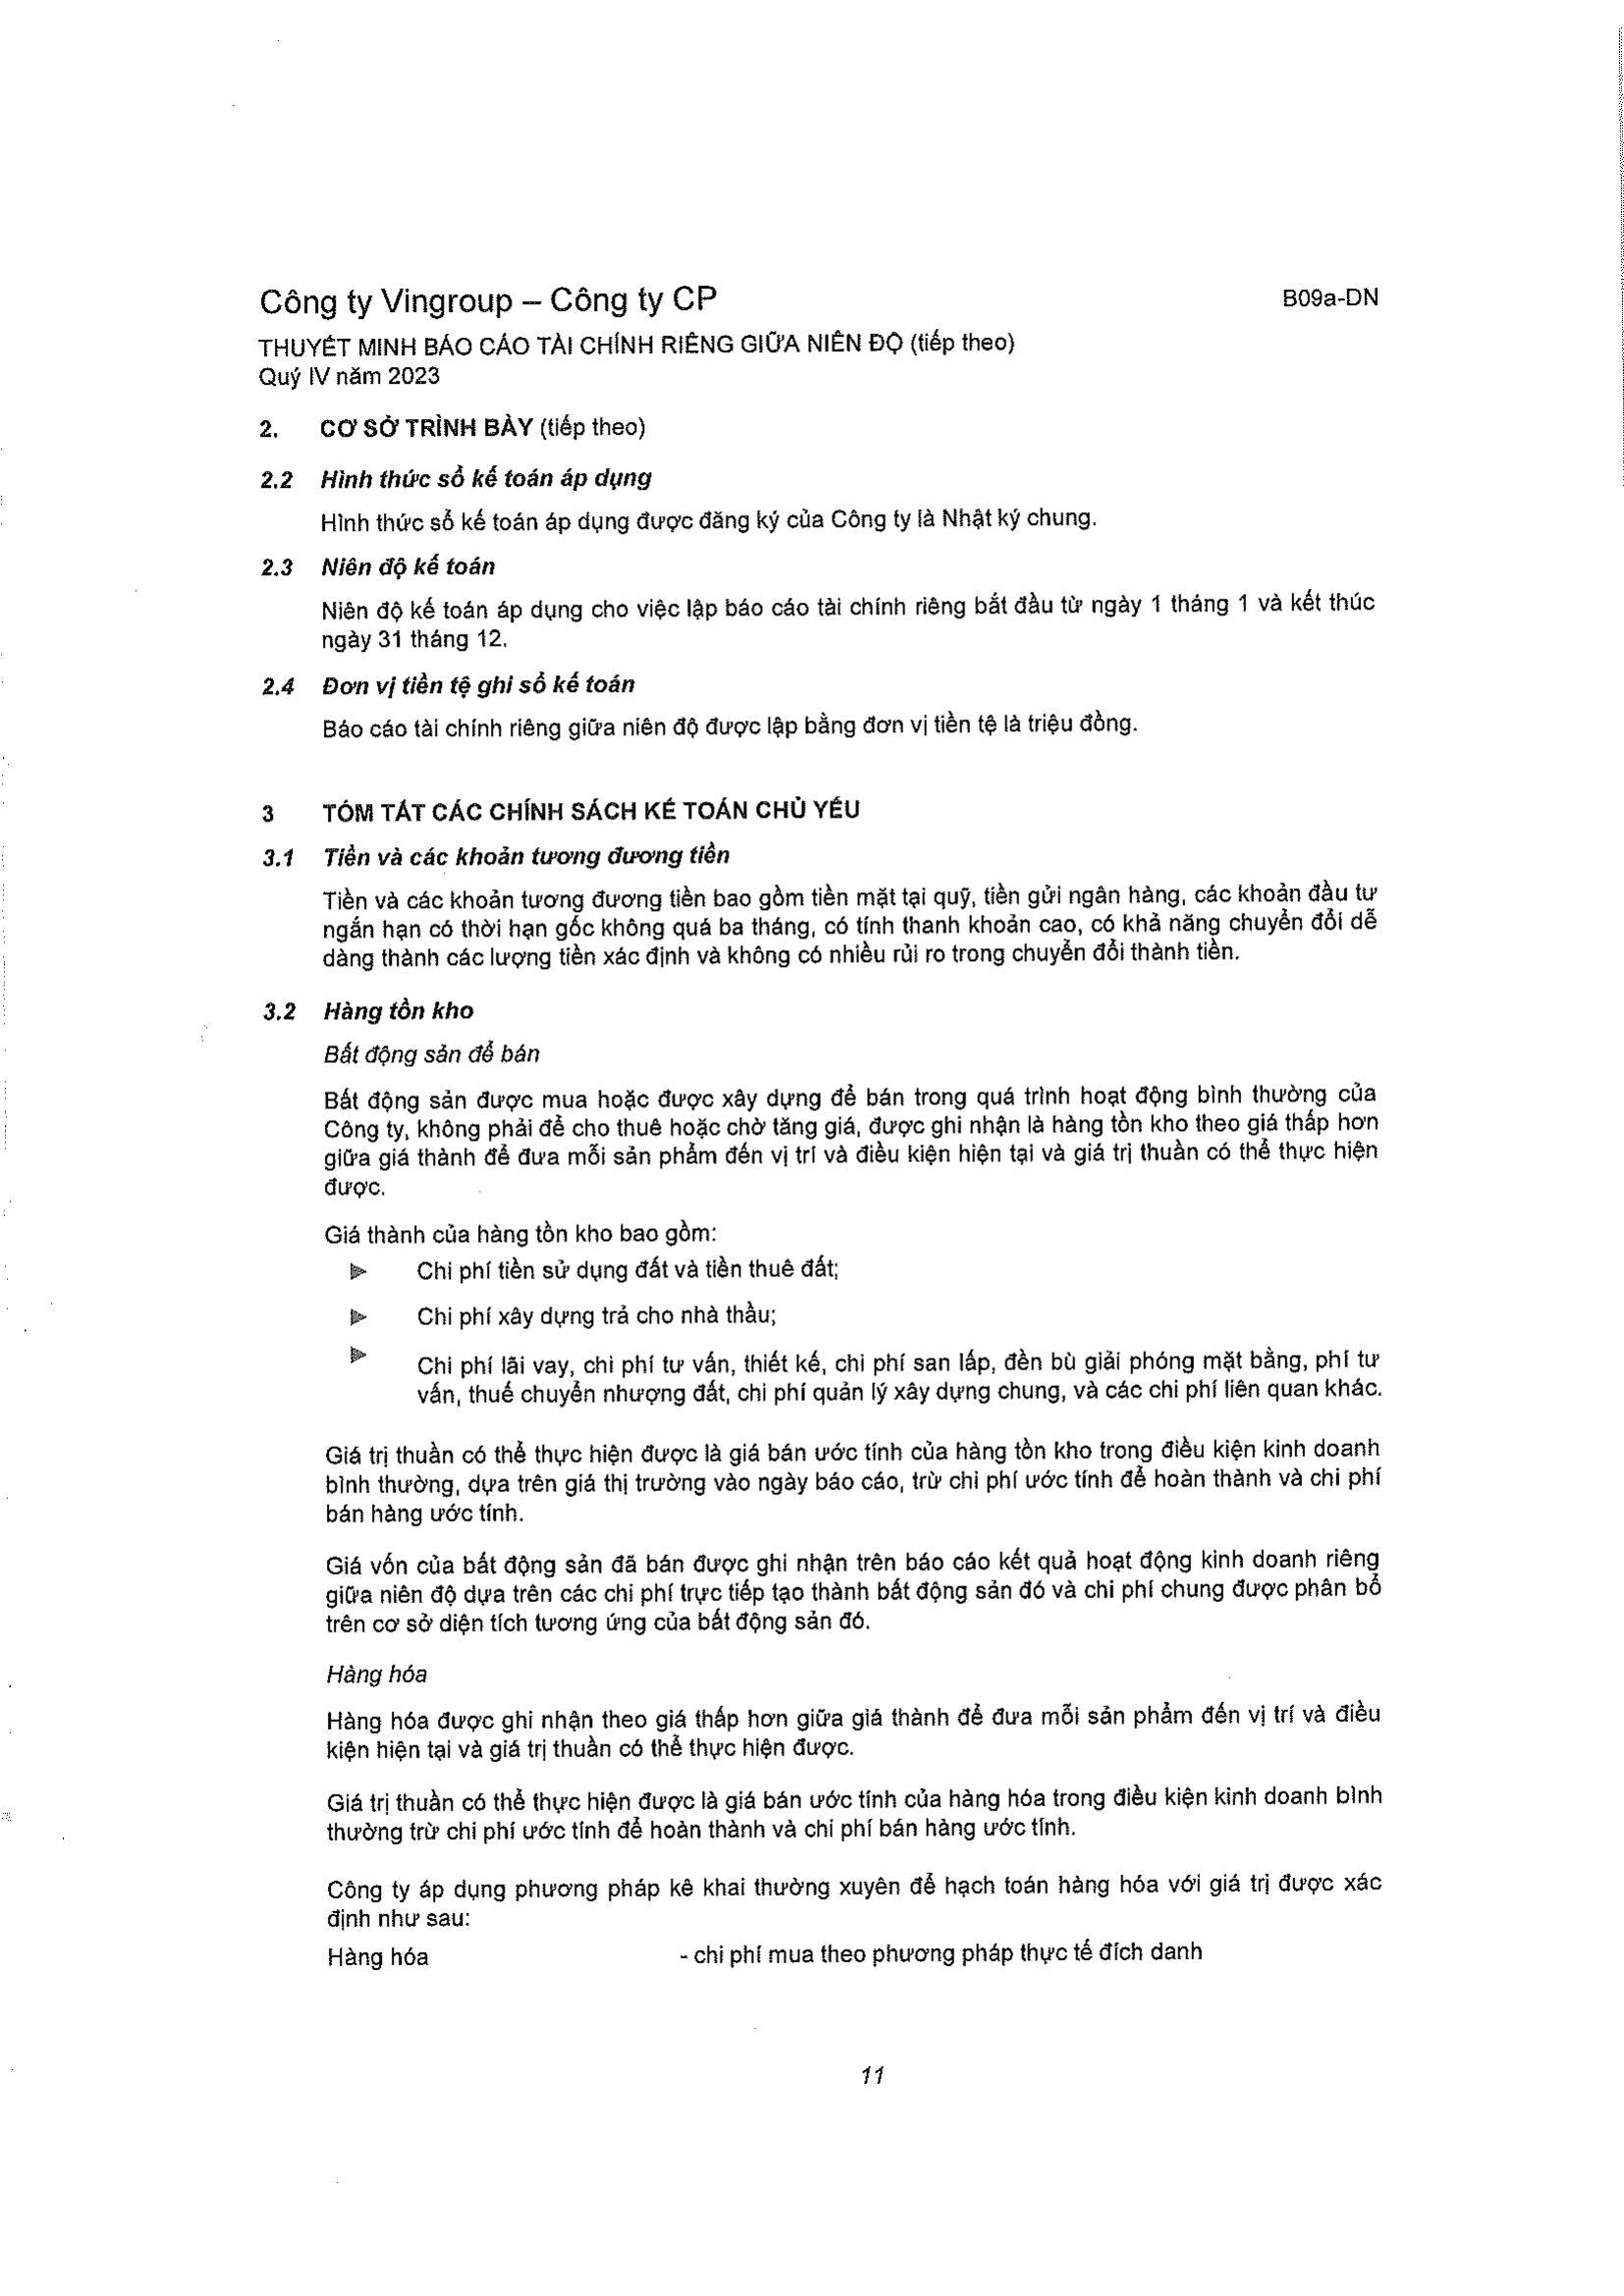 Công ty Vingroup – Công ty CP
B09a-DN
THUYẾT MINH BÁO CÁO TÀI CHÍNH RIÊNG GIỮA NIÊN ĐỘ (tiếp theo)
Quý IV năm 2023
2. CƠ SỞ TRÌNH BÀY (tiếp theo)
2.2 Hình thức sổ kế toán áp dụng
Hình thức sổ kế toán áp dụng được đăng ký của Công ty là Nhật ký chung.
2.3 Niên độ kế toán
Niên độ kế toán áp dụng cho việc lập báo cáo tài chính riêng bắt đầu từ ngày 1 tháng 1 và kết thúc
ngày 31 tháng 12.
2.4 Đơn vị tiền tệ ghi sổ kế toán
Báo cáo tài chính riêng giữa niên độ được lập bằng đơn vị tiền tệ là triệu đồng.
3 TÓM TẮT CÁC CHÍNH SÁCH KẾ TOÁN CHỦ YẾU
3.1 Tiền và các khoản tương đương tiền
Tiền và các khoản tương đương tiền bao gồm tiền mặt tại quỹ, tiền gửi ngân hàng, các khoản đầu tư
ngắn hạn có thời hạn gốc không quá ba tháng, có tính thanh khoản cao, có khả năng chuyển đổi dễ
dàng thành các lượng tiền xác định và không có nhiều rủi ro trong chuyển đổi thành tiền.
3.2 Hàng tồn kho
Bất động sản để bán
Bất động sản được mua hoặc được xây dựng để bán trong quá trình hoạt động bình thường của
Công ty, không phải để cho thuê hoặc chờ tăng giá, được ghi nhận là hàng tồn kho theo giá thấp hơn
giữa giá thành để đưa mỗi sản phẩm đến vị trí và điều kiện hiện tại và giá trị thuần có thể thực hiện
được.
Giá thành của hàng tồn kho bao gồm:
Chi phí tiền sử dụng đất và tiền thuê đất;
Chi phí xây dựng trả cho nhà thầu;
Chi phí lãi vay, chi phí tư vấn, thiết kế, chi phí san lấp, đền bù giải phóng mặt bằng, phí tư
vấn, thuế chuyển nhượng đất, chi phí quản lý xây dựng chung, và các chi phí liên quan khác.
Giá trị thuần có thể thực hiện được là giá bán ước tính của hàng tồn kho trong điều kiện kinh doanh
bình thường, dựa trên giá thị trường vào ngày báo cáo, trừ chi phí ước tính để hoàn thành và chi phí
bán hàng ước tính.
Giá vốn của bất động sản đã bán được ghi nhận trên báo cáo kết quả hoạt động kinh doanh riêng
giữa niên độ dựa trên các chi phí trực tiếp tạo thành bất động sản đó và chi phí chung được phân bổ
trên cơ sở diện tích tương ứng của bất động sản đó.
Hàng hóa
Hàng hóa được ghi nhận theo giá thấp hơn giữa giá thành để đưa mỗi sản phẩm đến vị trí và điều
kiện hiện tại và giá trị thuần có thể thực hiện được.
Giá trị thuần có thể thực hiện được là giá bán ước tính của hàng hóa trong điều kiện kinh doanh bình
thường trừ chi phí ước tính để hoàn thành và chi phí bán hàng ước tính.
Công ty áp dụng phương pháp kê khai thường xuyên để hạch toán hàng hóa với giá trị được xác
định như sau:
Hàng hóa - chi phí mua theo phương pháp thực tế đích danh
11